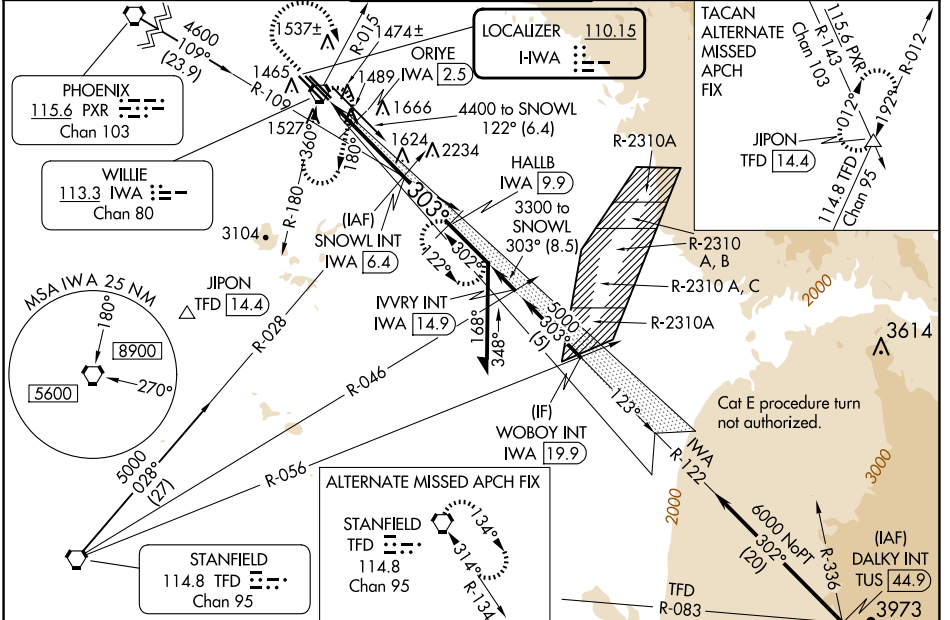 4600
109°
(23.9)
R-109
PHOENIX
115.6 PXR
Chan 103
WILLIE
113.3 IWA
Chan 80
1537±
1465
1527
R-015
1474±
1489
ORIYE
IWA 2.5
1666
1624
2234
LOCALIZER 110.15
I-IWA
4400 to SNOWL
122° (6.4)
360°
180°
R-180
3104
303°
(IAF)
SNOWL INT
IWA 6.4
HALLB
IWA 9.9
3300 to
SNOWL
303° (8.5)
302°
122°
IVVRY INT
IWA 14.9
168°
348°
5000
303°
(5)
R-2310A
R-2310
A, B
R-2310 A, C
R-2310A
TACAN
ALTERNATE
MISSED
APCH
FIX
115.6 PXR
Chan 103
R-143
R-012
012°
192°
JIPON
TFD 14.4
114.8 TFD
Chan 95
2000
3614
JIPON
TFD 14.4
MSA IWA 25 NM
180°
8900
5600
270°
R-028
R-046
R-056
5000
028°
(27)
STANFIELD
114.8 TFD
Chan 95
(IF)
WOBOY INT
IWA 19.9
123°
IWA
R-122
Cat E procedure turn
not authorized.
2000
3000
6000 NoPT
302°
(20)
R-336
(IAF)
DALKY INT
TUS 44.9
3973
TFD
R-083
ALTERNATE MISSED APCH FIX
STANFIELD
TFD
114.8
Chan 95
134°
314°
R-134